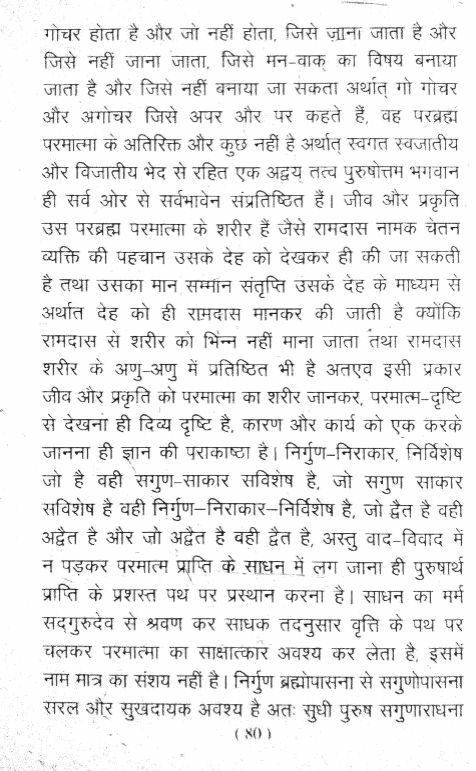 गोचर होता है और जो नहीं होता, जिसे ज़ाना जाता है और
जिसे नहीं जाना जाता, जिसे मन-वाक् का विषय बनाया
जाता है और जिसे नहीं बनाया जा सकता अर्थात् गो गोचर
और अगोचर जिसे अपर और पर कहते हैं, वह परब्रह्म
परमात्मा के अतिरिक्त और कुछ नहीं है अर्थात् स्वगत स्वजातीय
और विजातीय भेद से रहित एक अद्वय तत्व पुरुषोत्तम भगवान
ही सर्व ओर से सर्वभावेन संप्रतिष्ठित हैं। जीव और प्रकृति
उस परब्रह्म परमात्मा के शरीर हैं जैसे रामदास नामक चेतन
व्यक्ति की पहचान उसके देह को देखकर ही की जा सकती
है तथा उसका मान सम्मान संतृप्ति उसके देह के माध्यम से
अर्थात देह को ही रामदास मानकर की जाती है क्योंकि
रामदास से शरीर को भिन्न नहीं माना जाता तथा रामदास
शरीर के अणु-अणु में प्रतिष्ठित भी है अतएव इसी प्रकार
जीव और प्रकृति को परमात्मा का शरीर जानकर, परमात्म-दृष्टि
से देखना ही दिव्य दृष्टि है, कारण और कार्य को एक करके
जानना ही ज्ञान की पराकाष्ठा है। निर्गुण-निराकार, निर्विशेष
जो है वही सगुण-साकार सविशेष है, जो सगुण साकार
सविशेष है वही निर्गुण-निराकार-निर्विशेष है, जो द्वैत है वही
अद्वैत है और जो अद्वैत है वही द्वैत है, अस्तु वाद-विवाद में
न पड़कर परमात्म प्राप्ति के साधन में लग जाना ही पुरुषार्थ
प्राप्ति के प्रशस्त पथ पर प्रस्थान करना है। साधन का मर्म
सद्गुरुदेव से श्रवण कर साधक तदनुसार वृत्ति के पथ पर
चलकर परमात्मा का साक्षात्कार अवश्य कर लेता है, इसमें
नाम मात्र का संशय नहीं है। निर्गुण ब्रह्मोपासना से सगुणोपासना
सरल और सुखदायक अवश्य है अतः सुधी पुरुष सगुणाराधना
(80)